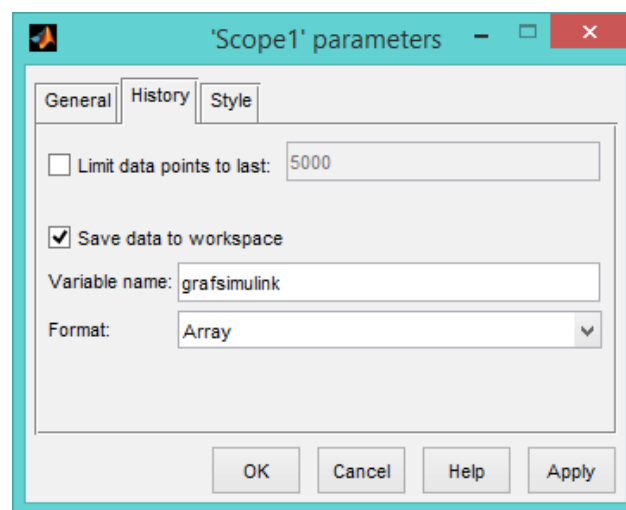 'Scope1' parameters
General History Style
Limit data points to last: 5000
Save data to workspace
Variable name: grafsimulink
Format: Array
OK Cancel Help Apply